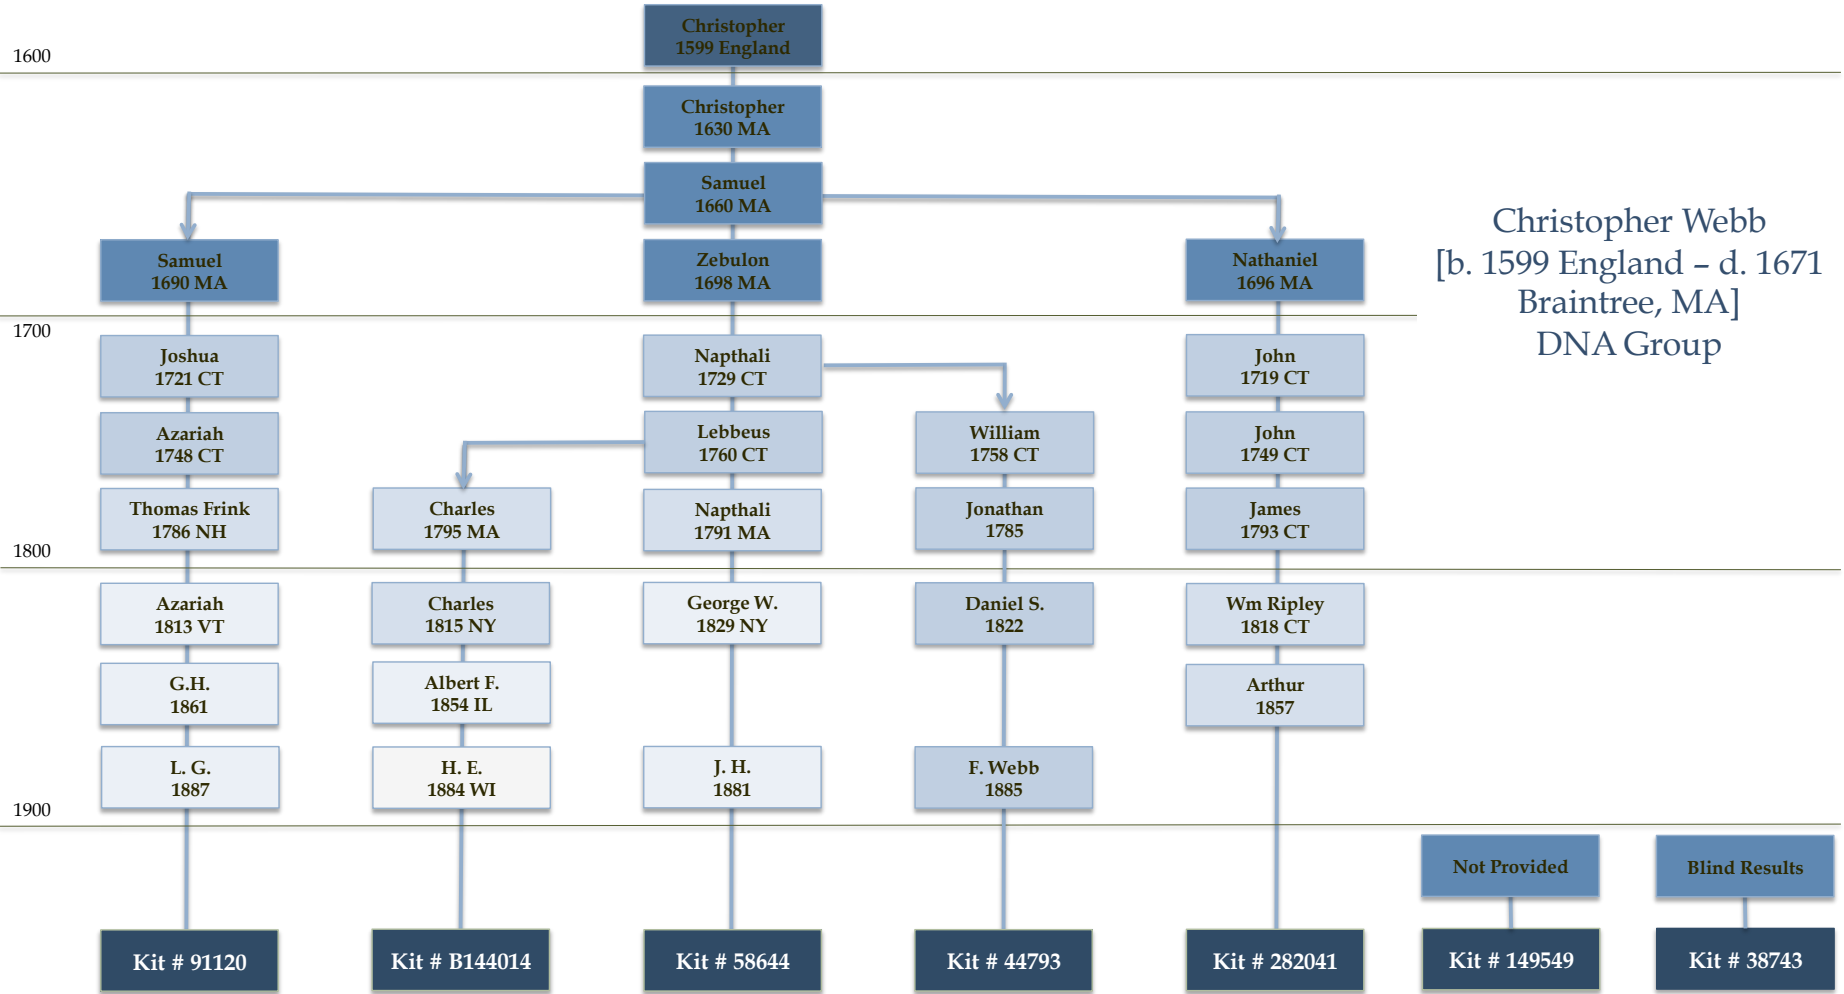 Christopher
1599 England
1600
Christopher
1630 MA
Samuel
1660 MA
Christopher Webb
[b. 1599 England – d. 1671
Braintree, MA]
DNA Group
Samuel
1690 MA
Zebulon
1698 MA
Nathaniel
1696 MA
1700
Joshua
1721 CT
Napthali
1729 CT
John
1719 CT
Azariah
1748 CT
Lebbeus
1760 CT
William
1758 CT
John
1749 CT
Thomas Frink
1786 NH
Charles
1795 MA
Napthali
1791 MA
Jonathan
1785
James
1793 CT
1800
Azariah
1813 VT
Charles
1815 NY
George W.
1829 NY
Daniel S.
1822
Wm Ripley
1818 CT
G.H.
1861
Albert F.
1854 IL
Arthur
1857
L. G.
1887
H. E.
1884 WI
J. H.
1881
F. Webb
1885
1900
Not Provided
Blind Results
Kit # 91120
Kit # B144014
Kit # 58644
Kit # 44793
Kit # 282041
Kit # 149549
Kit # 38743